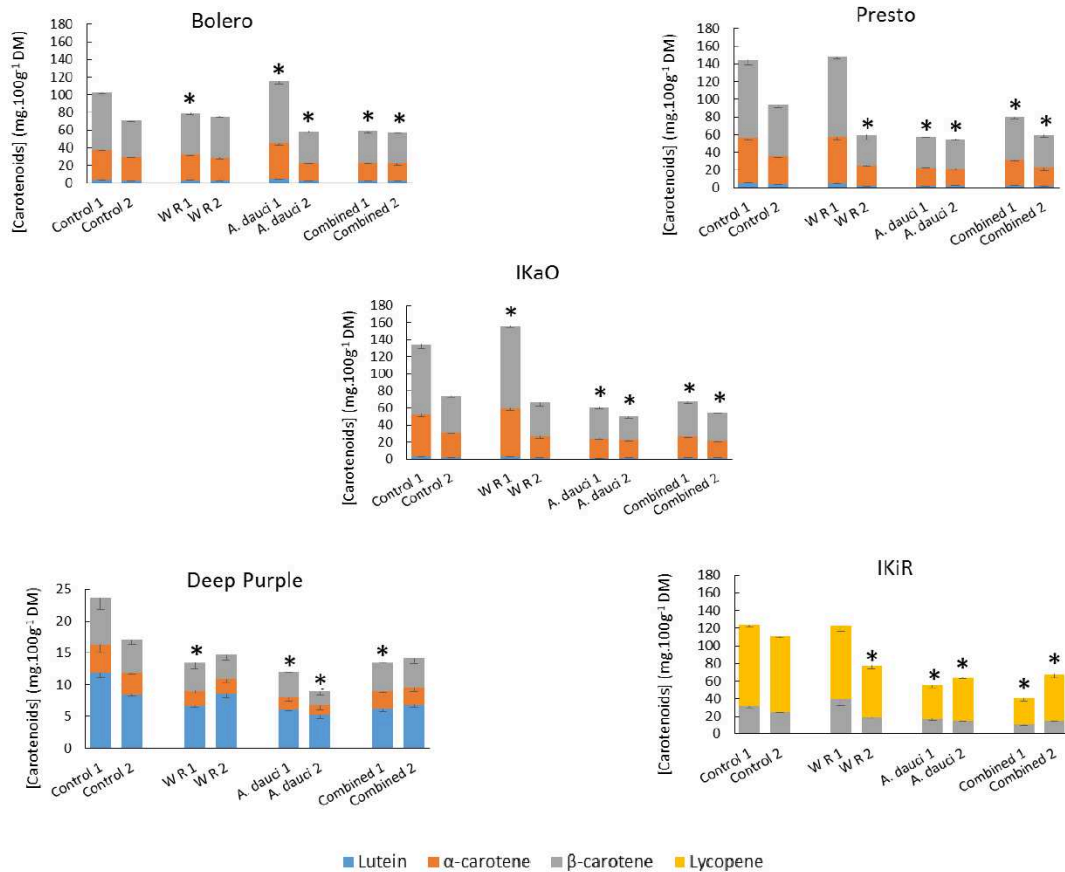 Bolero
[Carotenoids] (mg.100g⁻¹ DM)
180
160
140
120
100
80
60
40
20
0
Control 1
Control 2
W R 1
W R 2
A. dauci 1
A. dauci 2
Combined 1
Combined 2
*
*
*
*
*
Presto
[Carotenoids] (mg.100g⁻¹ DM)
180
160
140
120
100
80
60
40
20
0
Control 1
Control 2
W R 1
W R 2
A. dauci 1
A. dauci 2
Combined 1
Combined 2
*
*
*
*
*
IKaO
[Carotenoids] (mg.100g⁻¹ DM)
180
160
140
120
100
80
60
40
20
0
Control 1
Control 2
W R 1
W R 2
A. dauci 1
A. dauci 2
Combined 1
Combined 2
*
*
*
*
*
Deep Purple
[Carotenoids] (mg.100g⁻¹ DM)
25
20
15
10
5
0
Control 1
Control 2
W R 1
W R 2
A. dauci 1
A. dauci 2
Combined 1
Combined 2
*
*
*
*
IKiR
[Carotenoids] (mg.100g⁻¹ DM)
180
160
140
120
100
80
60
40
20
0
Control 1
Control 2
W R 1
W R 2
A. dauci 1
A. dauci 2
Combined 1
Combined 2
*
*
*
*
*
Lutein α-carotene β-carotene Lycopene